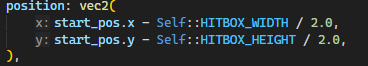 position: vec2(
x: start_pos.x - Self::HITBOX_WIDTH / 2.0,
y: start_pos.y - Self::HITBOX_HEIGHT / 2.0,
),